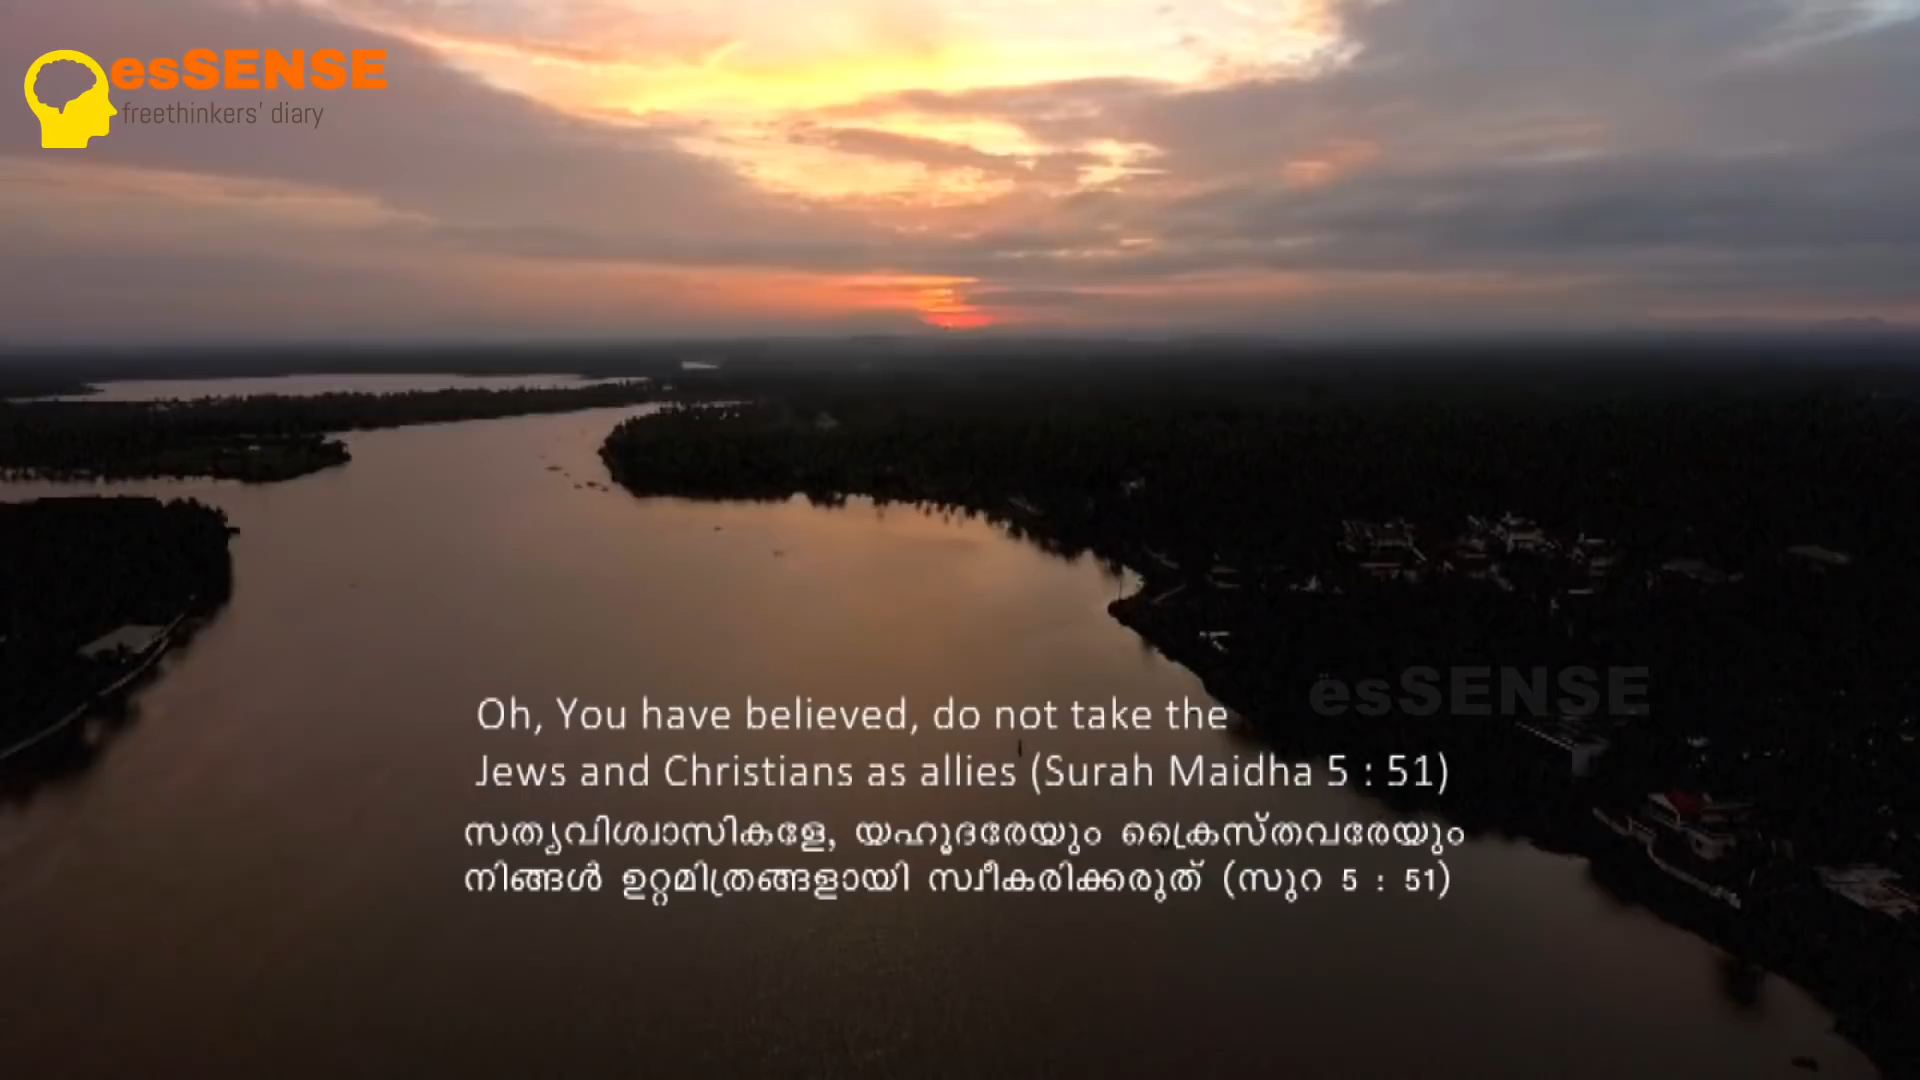 esSENSE
freethinkers' diary
esSENSE
Oh, You have believed, do not take the
Jews and Christians as allies (Surah Maidha 5 : 51)
സത്യവിശ്വാസികളേ, യഹൂദരേയും ക്രൈസ്തവരേയും
നിങ്ങൾ ഉറ്റമിത്രങ്ങളായി സ്വീകരിക്കരുത് (സുറ 5 : 51)